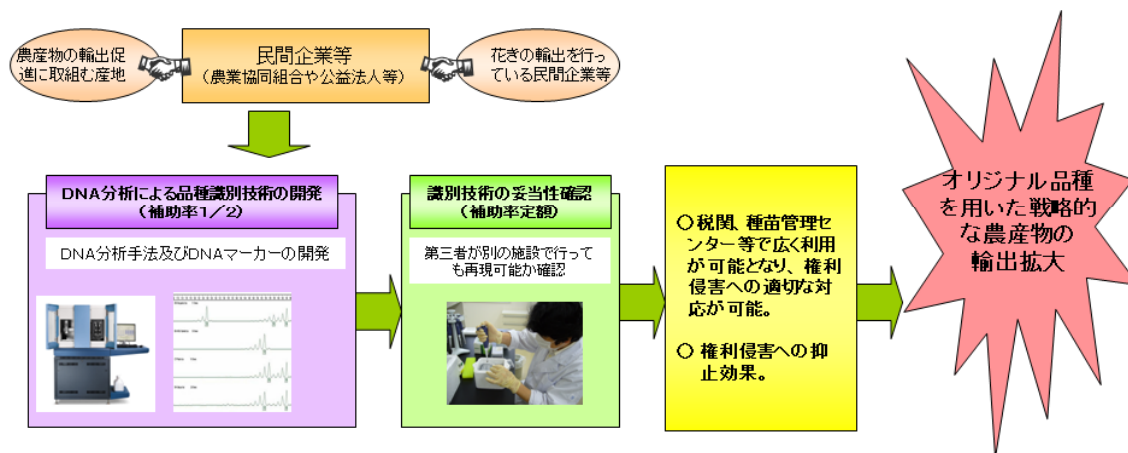 農産物の輸出促
進に取組む産地
民間企業等
（農業協同組合や公益法人等）
花きの輸出を行っ
ている民間企業等
DNA分析による品種識別技術の開発
（補助率1／2）
DNA分析手法及びDNAマーカーの開発
識別技術の妥当性確認
（補助率定額）
第三者が別の施設で行って
も再現可能か確認
○税関、種苗管理セ
ンター等で広く利用
が可能となり、権利
侵害への適切な対
応が可能。
○ 権利侵害への抑
止効果。
オリジナル品種
を用いた戦略的
な農産物の
輸出拡大